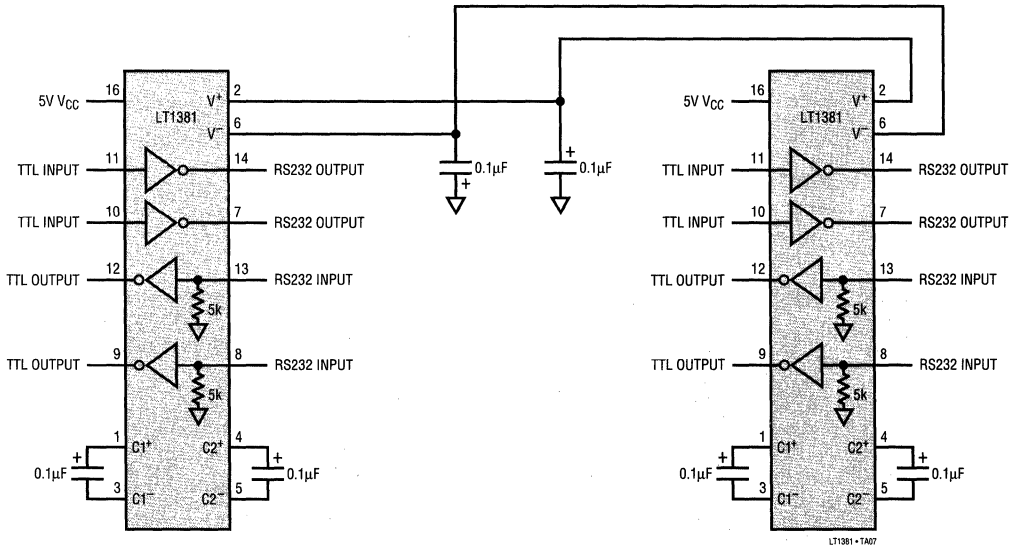 16 5V VCC LT1381 V+ 2
V− 6
TTL INPUT 11 14 RS232 OUTPUT
TTL INPUT 10 7 RS232 OUTPUT
TTL OUTPUT 12 13 RS232 INPUT
5k
TTL OUTPUT 9 8 RS232 INPUT
5k
1 C1+ C2+ 4
+ 0.1µF + 0.1µF
3 C1− C2− 5
0.1µF +
+ 0.1µF
16 5V VCC LT1381 V+ 2
V− 6
TTL INPUT 11 14 RS232 OUTPUT
TTL INPUT 10 7 RS232 OUTPUT
TTL OUTPUT 12 13 RS232 INPUT
5k
TTL OUTPUT 9 8 RS232 INPUT
5k
1 C1+ C2+ 4
+ 0.1µF + 0.1µF
3 C1− C2− 5
LT1381 • TA07